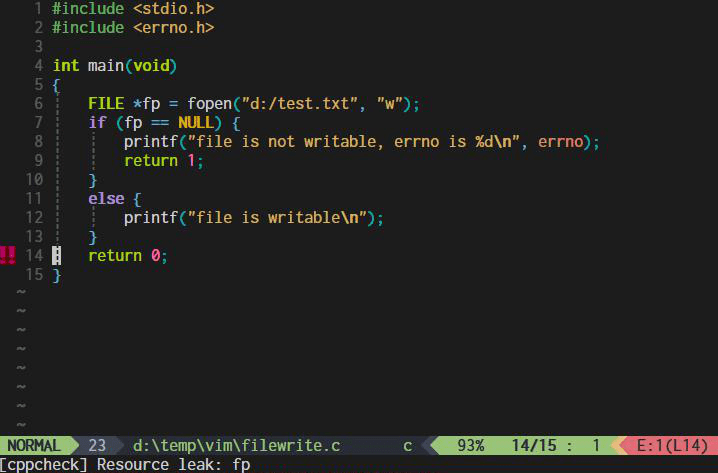 1 #include <stdio.h>
2 #include <errno.h>
3
4 int main(void)
5 {
6     FILE *fp = fopen("d:/test.txt", "w");
7     if (fp == NULL) {
8         printf("file is not writable, errno is %d\n", errno);
9         return 1;
10     }
11     else {
12         printf("file is writable\n");
13     }
!! 14     return 0;
15 }
~
~
~
~
~
~
~
~
NORMAL 23 d:\temp\vim\filewrite.c c 93% 14/15 : 1 E:1(L14)
[cppcheck] Resource leak: fp